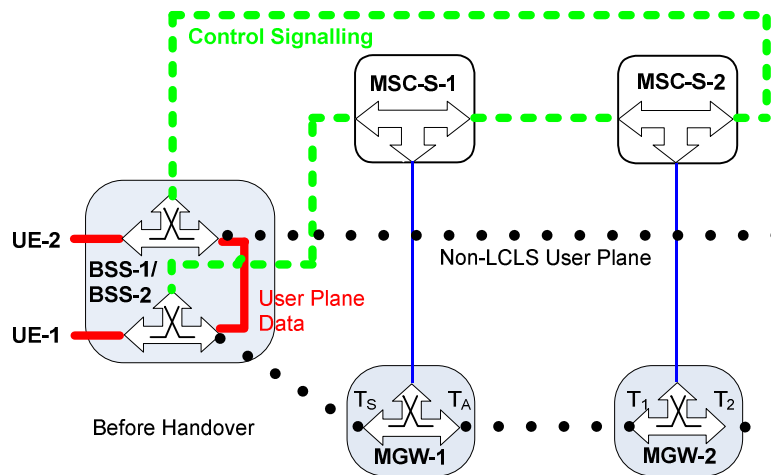 Control Signalling
MSC-S-1
MSC-S-2
UE-2
BSS-1/
BSS-2
Non-LCLS User Plane
User Plane
Data
UE-1
Before Handover
TS
TA
T1
T2
MGW-1
MGW-2